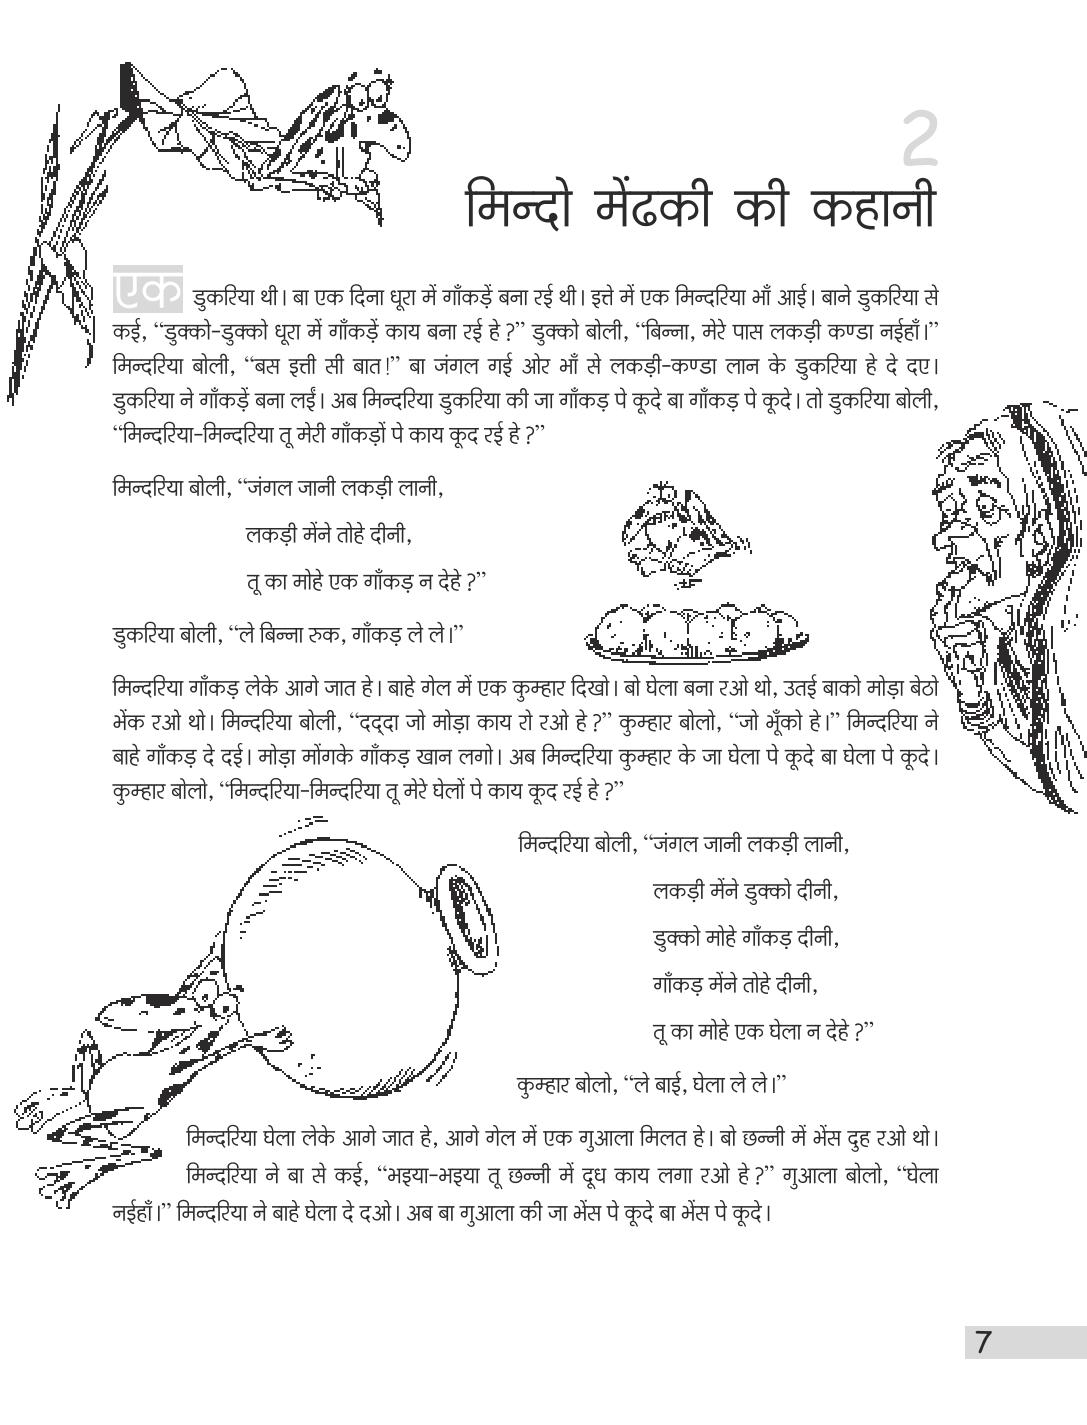 2
मिन्दो मेंढकी की कहानी
एक डुकरिया थी। बा एक दिना धूरा में गाँकड़ें बना रई थी। इत्ते में एक मिन्दरिया भाँ आई। बाने डुकरिया से
कई, “डुक्को-डुक्को धूरा में गाँकड़ें काय बना रई हे?” डुक्को बोली, “बिन्ना, मेरे पास लकड़ी कण्डा नईहाँ।”
मिन्दरिया बोली, “बस इत्ती सी बात!” बा जंगल गई ओर भाँ से लकड़ी-कण्डा लान के डुकरिया हे दे दए।
डुकरिया ने गाँकड़ें बना लईं। अब मिन्दरिया डुकरिया की जा गाँकड़ पे कूदे बा गाँकड़ पे कूदे। तो डुकरिया बोली,
“मिन्दरिया-मिन्दरिया तू मेरी गाँकड़ों पे काय कूद रई हे?”
मिन्दरिया बोली, “जंगल जानी लकड़ी लानी,
लकड़ी मेंने तोहे दीनी,
तू का मोहे एक गाँकड़ न देहे?”
डुकरिया बोली, “ले बिन्ना रुक, गाँकड़ ले ले।”
मिन्दरिया गाँकड़ लेके आगे जात हे। बाहे गेल में एक कुम्हार दिखो। बो घेला बना रओ थो, उतई बाको मोड़ा बेठो
भेंक रओ थो। मिन्दरिया बोली, “दद्दा जो मोड़ा काय रो रओ हे?” कुम्हार बोलो, “जो भूँको हे।” मिन्दरिया ने
बाहे गाँकड़ दे दई। मोड़ा मोंगके गाँकड़ खान लगो। अब मिन्दरिया कुम्हार के जा घेला पे कूदे बा घेला पे कूदे।
कुम्हार बोलो, “मिन्दरिया-मिन्दरिया तू मेरे घेलों पे काय कूद रई हे?”
मिन्दरिया बोली, “जंगल जानी लकड़ी लानी,
लकड़ी मेंने डुक्को दीनी,
डुक्को मोहे गाँकड़ दीनी,
गाँकड़ मेंने तोहे दीनी,
तू का मोहे एक घेला न देहे?”
कुम्हार बोलो, “ले बाई, घेला ले ले।”
मिन्दरिया घेला लेके आगे जात हे, आगे गेल में एक गुआला मिलत हे। बो छन्नी में भेंस दुह रओ थो।
मिन्दरिया ने बा से कई, “भइया-भइया तू छन्नी में दूध काय लगा रओ हे?” गुआला बोलो, “घेला
नईहाँ।” मिन्दरिया ने बाहे घेला दे दओ। अब बा गुआला की जा भेंस पे कूदे बा भेंस पे कूदे।
7